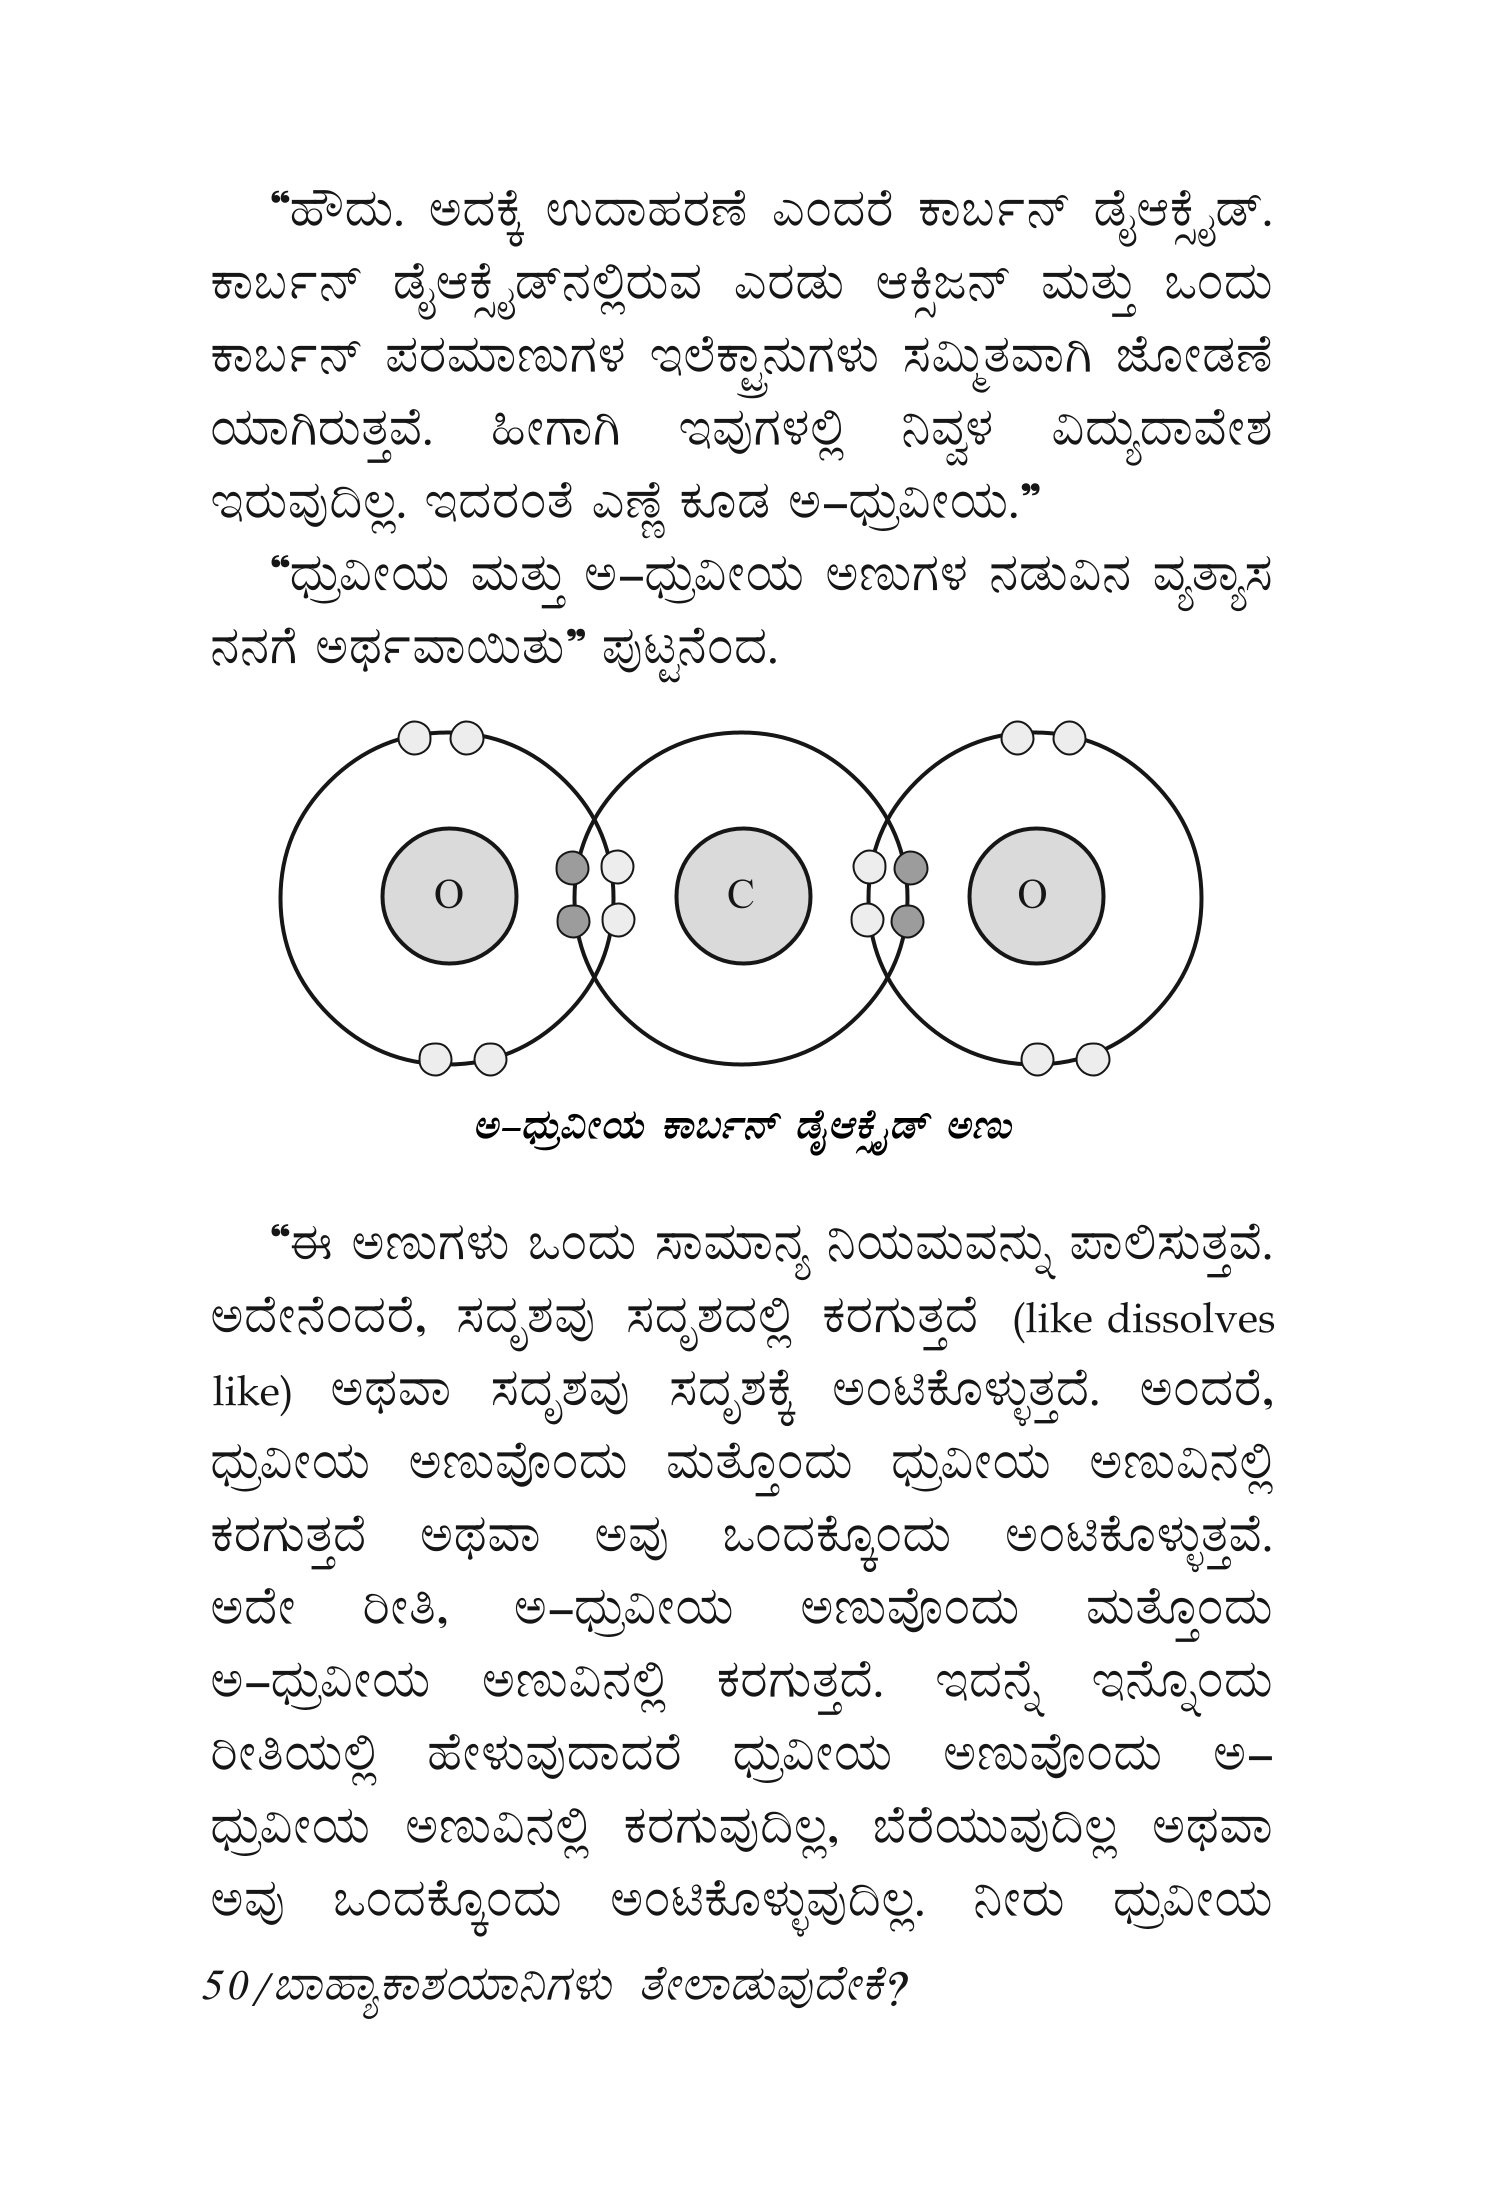 “ಹೌದು. ಅದಕ್ಕೆ ಉದಾಹರಣೆ ಎಂದರೆ ಕಾರ್ಬನ್ ಡೈಆಕ್ಸೈಡ್.
ಕಾರ್ಬನ್ ಡೈಆಕ್ಸೈಡ್‌ನಲ್ಲಿರುವ ಎರಡು ಆಕ್ಸಿಜನ್ ಮತ್ತು ಒಂದು
ಕಾರ್ಬನ್ ಪರಮಾಣುಗಳ ಇಲೆಕ್ಟ್ರಾನುಗಳು ಸಮ್ಮಿತವಾಗಿ ಜೋಡಣೆ
ಯಾಗಿರುತ್ತವೆ. ಹೀಗಾಗಿ ಇವುಗಳಲ್ಲಿ ನಿವ್ವಳ ವಿದ್ಯುದಾವೇಶ
ಇರುವುದಿಲ್ಲ. ಇದರಂತೆ ಎಣ್ಣೆ ಕೂಡ ಅ–ಧ್ರುವೀಯ.”
“ಧ್ರುವೀಯ ಮತ್ತು ಅ–ಧ್ರುವೀಯ ಅಣುಗಳ ನಡುವಿನ ವ್ಯತ್ಯಾಸ
ನನಗೆ ಅರ್ಥವಾಯಿತು” ಪುಟ್ಟನೆಂದ.
O C O
ಅ–ಧ್ರುವೀಯ ಕಾರ್ಬನ್ ಡೈಆಕ್ಸೈಡ್ ಅಣು
“ಈ ಅಣುಗಳು ಒಂದು ಸಾಮಾನ್ಯ ನಿಯಮವನ್ನು ಪಾಲಿಸುತ್ತವೆ.
ಅದೇನೆಂದರೆ, ಸದೃಶವು ಸದೃಶದಲ್ಲಿ ಕರಗುತ್ತದೆ (like dissolves
like) ಅಥವಾ ಸದೃಶವು ಸದೃಶಕ್ಕೆ ಅಂಟಿಕೊಳ್ಳುತ್ತದೆ. ಅಂದರೆ,
ಧ್ರುವೀಯ ಅಣುವೊಂದು ಮತ್ತೊಂದು ಧ್ರುವೀಯ ಅಣುವಿನಲ್ಲಿ
ಕರಗುತ್ತದೆ ಅಥವಾ ಅವು ಒಂದಕ್ಕೊಂದು ಅಂಟಿಕೊಳ್ಳುತ್ತವೆ.
ಅದೇ ರೀತಿ, ಅ–ಧ್ರುವೀಯ ಅಣುವೊಂದು ಮತ್ತೊಂದು
ಅ–ಧ್ರುವೀಯ ಅಣುವಿನಲ್ಲಿ ಕರಗುತ್ತದೆ. ಇದನ್ನೆ ಇನ್ನೊಂದು
ರೀತಿಯಲ್ಲಿ ಹೇಳುವುದಾದರೆ ಧ್ರುವೀಯ ಅಣುವೊಂದು ಅ–
ಧ್ರುವೀಯ ಅಣುವಿನಲ್ಲಿ ಕರಗುವುದಿಲ್ಲ, ಬೆರೆಯುವುದಿಲ್ಲ ಅಥವಾ
ಅವು ಒಂದಕ್ಕೊಂದು ಅಂಟಿಕೊಳ್ಳುವುದಿಲ್ಲ. ನೀರು ಧ್ರುವೀಯ
50/ಬಾಹ್ಯಾಕಾಶಯಾನಿಗಳು ತೇಲಾಡುವುದೇಕೆ?